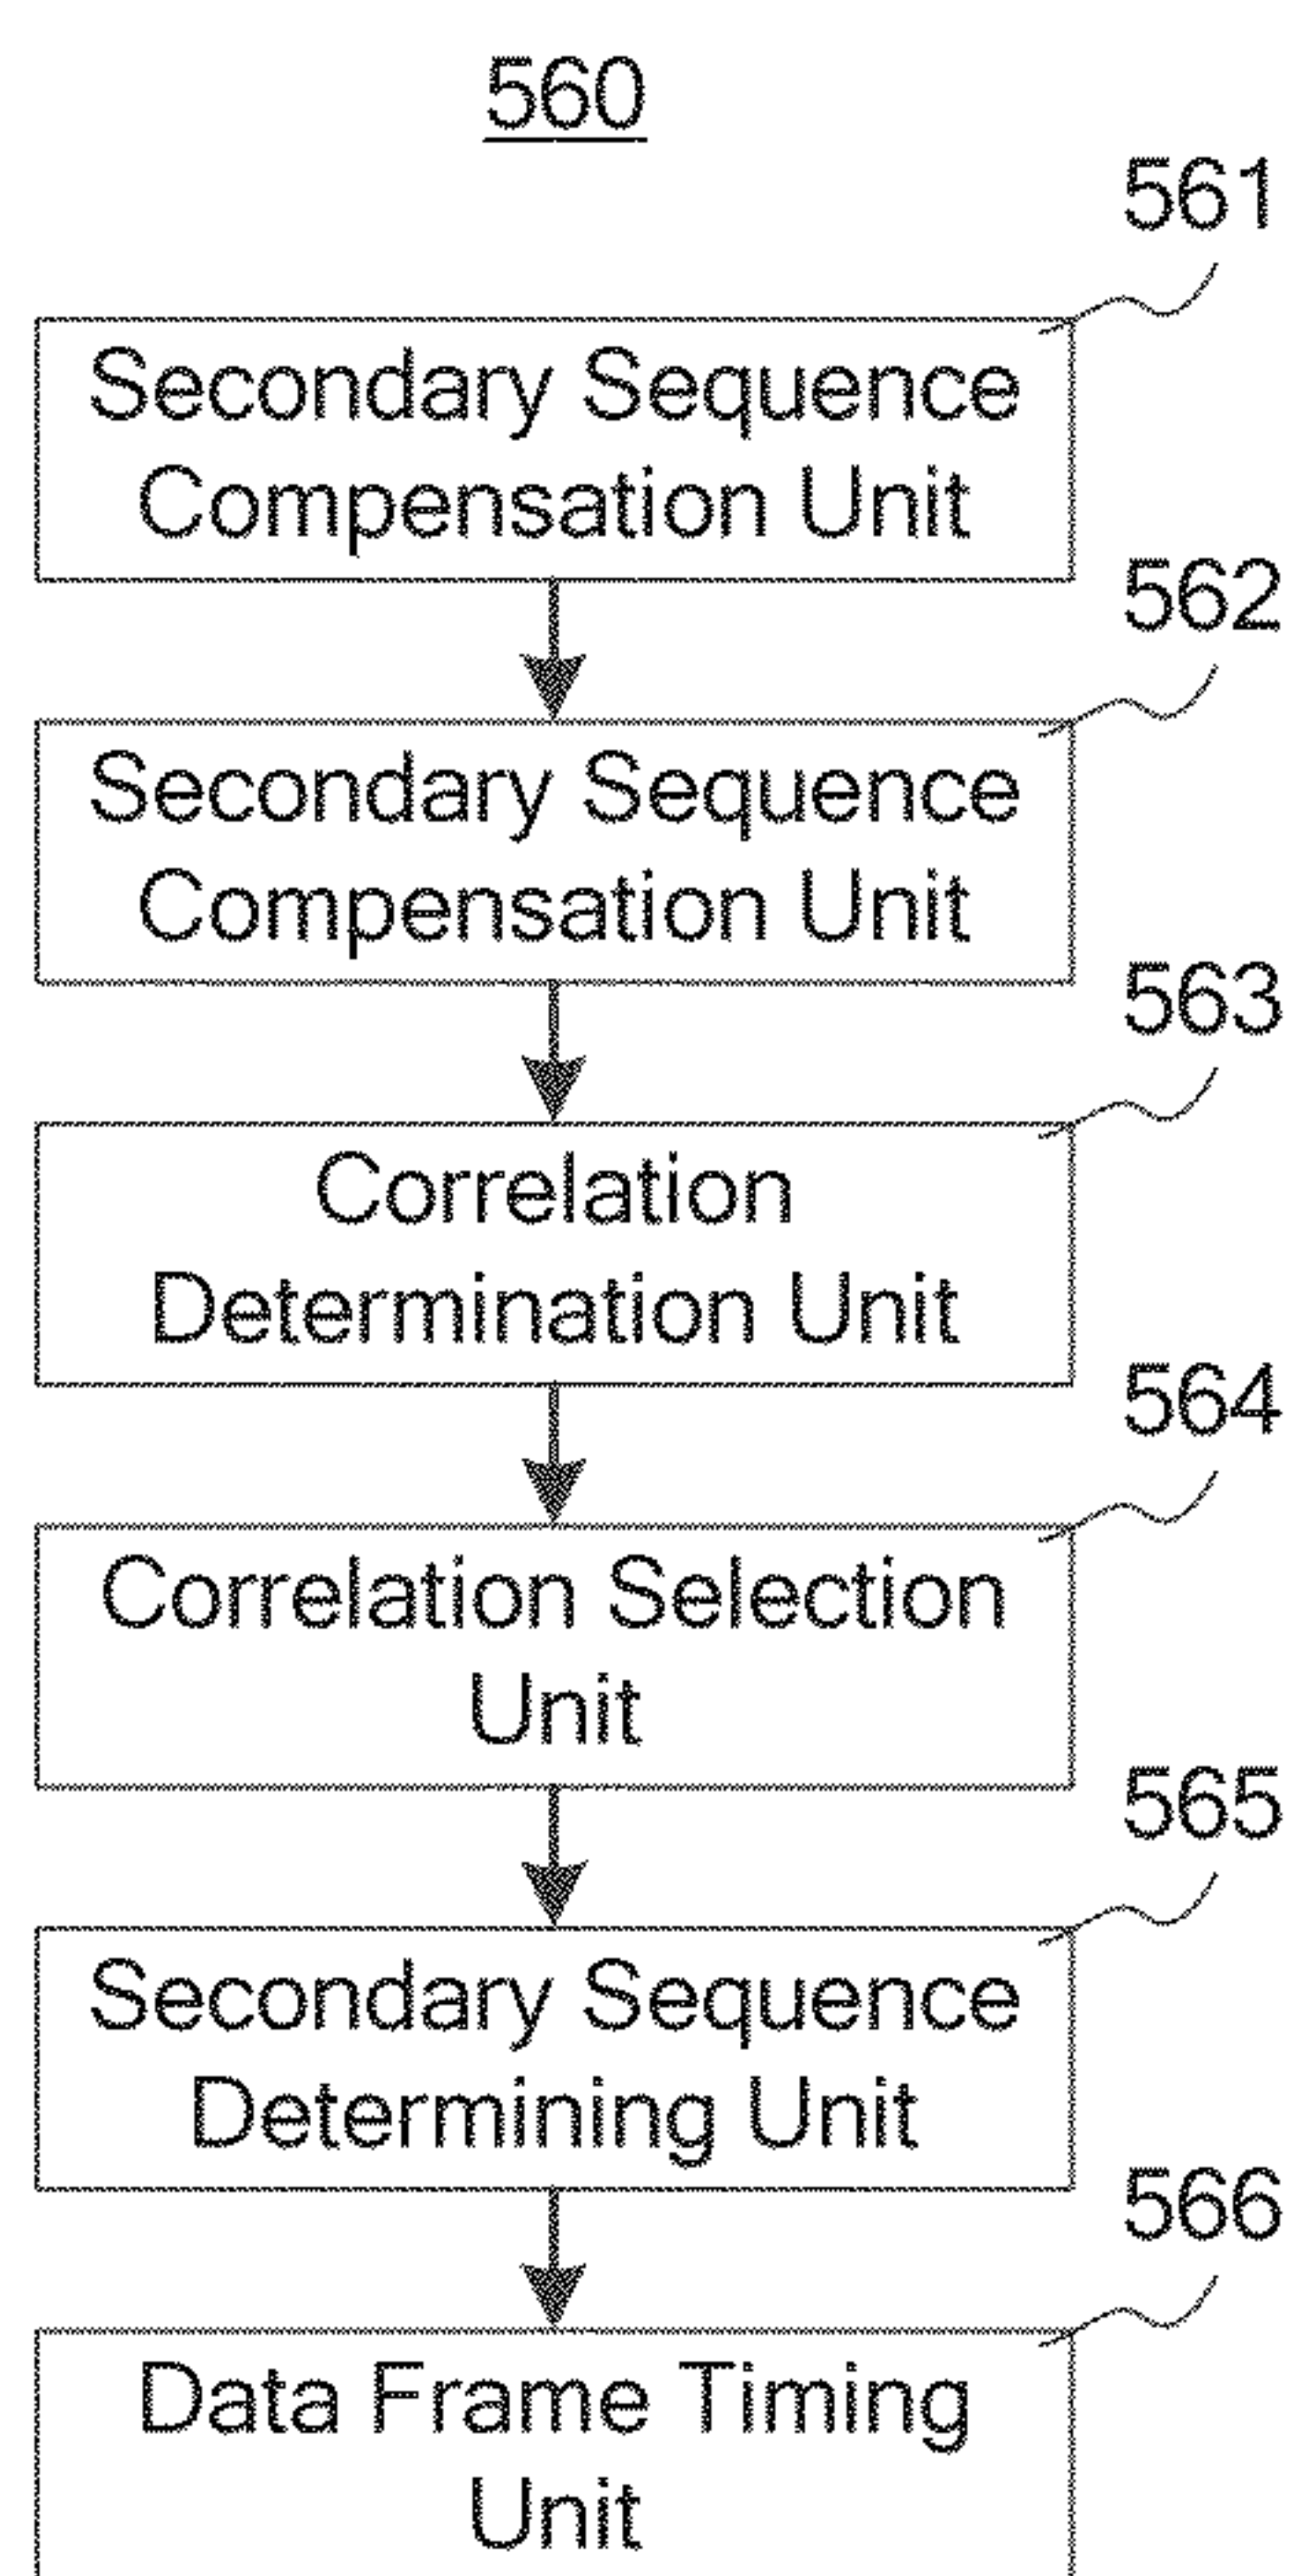 560
561
Secondary Sequence
Compensation Unit
562
Secondary Sequence
Compensation Unit
563
Correlation
Determination Unit
564
Correlation Selection
Unit
565
Secondary Sequence
Determining Unit
566
Data Frame Timing
Unit